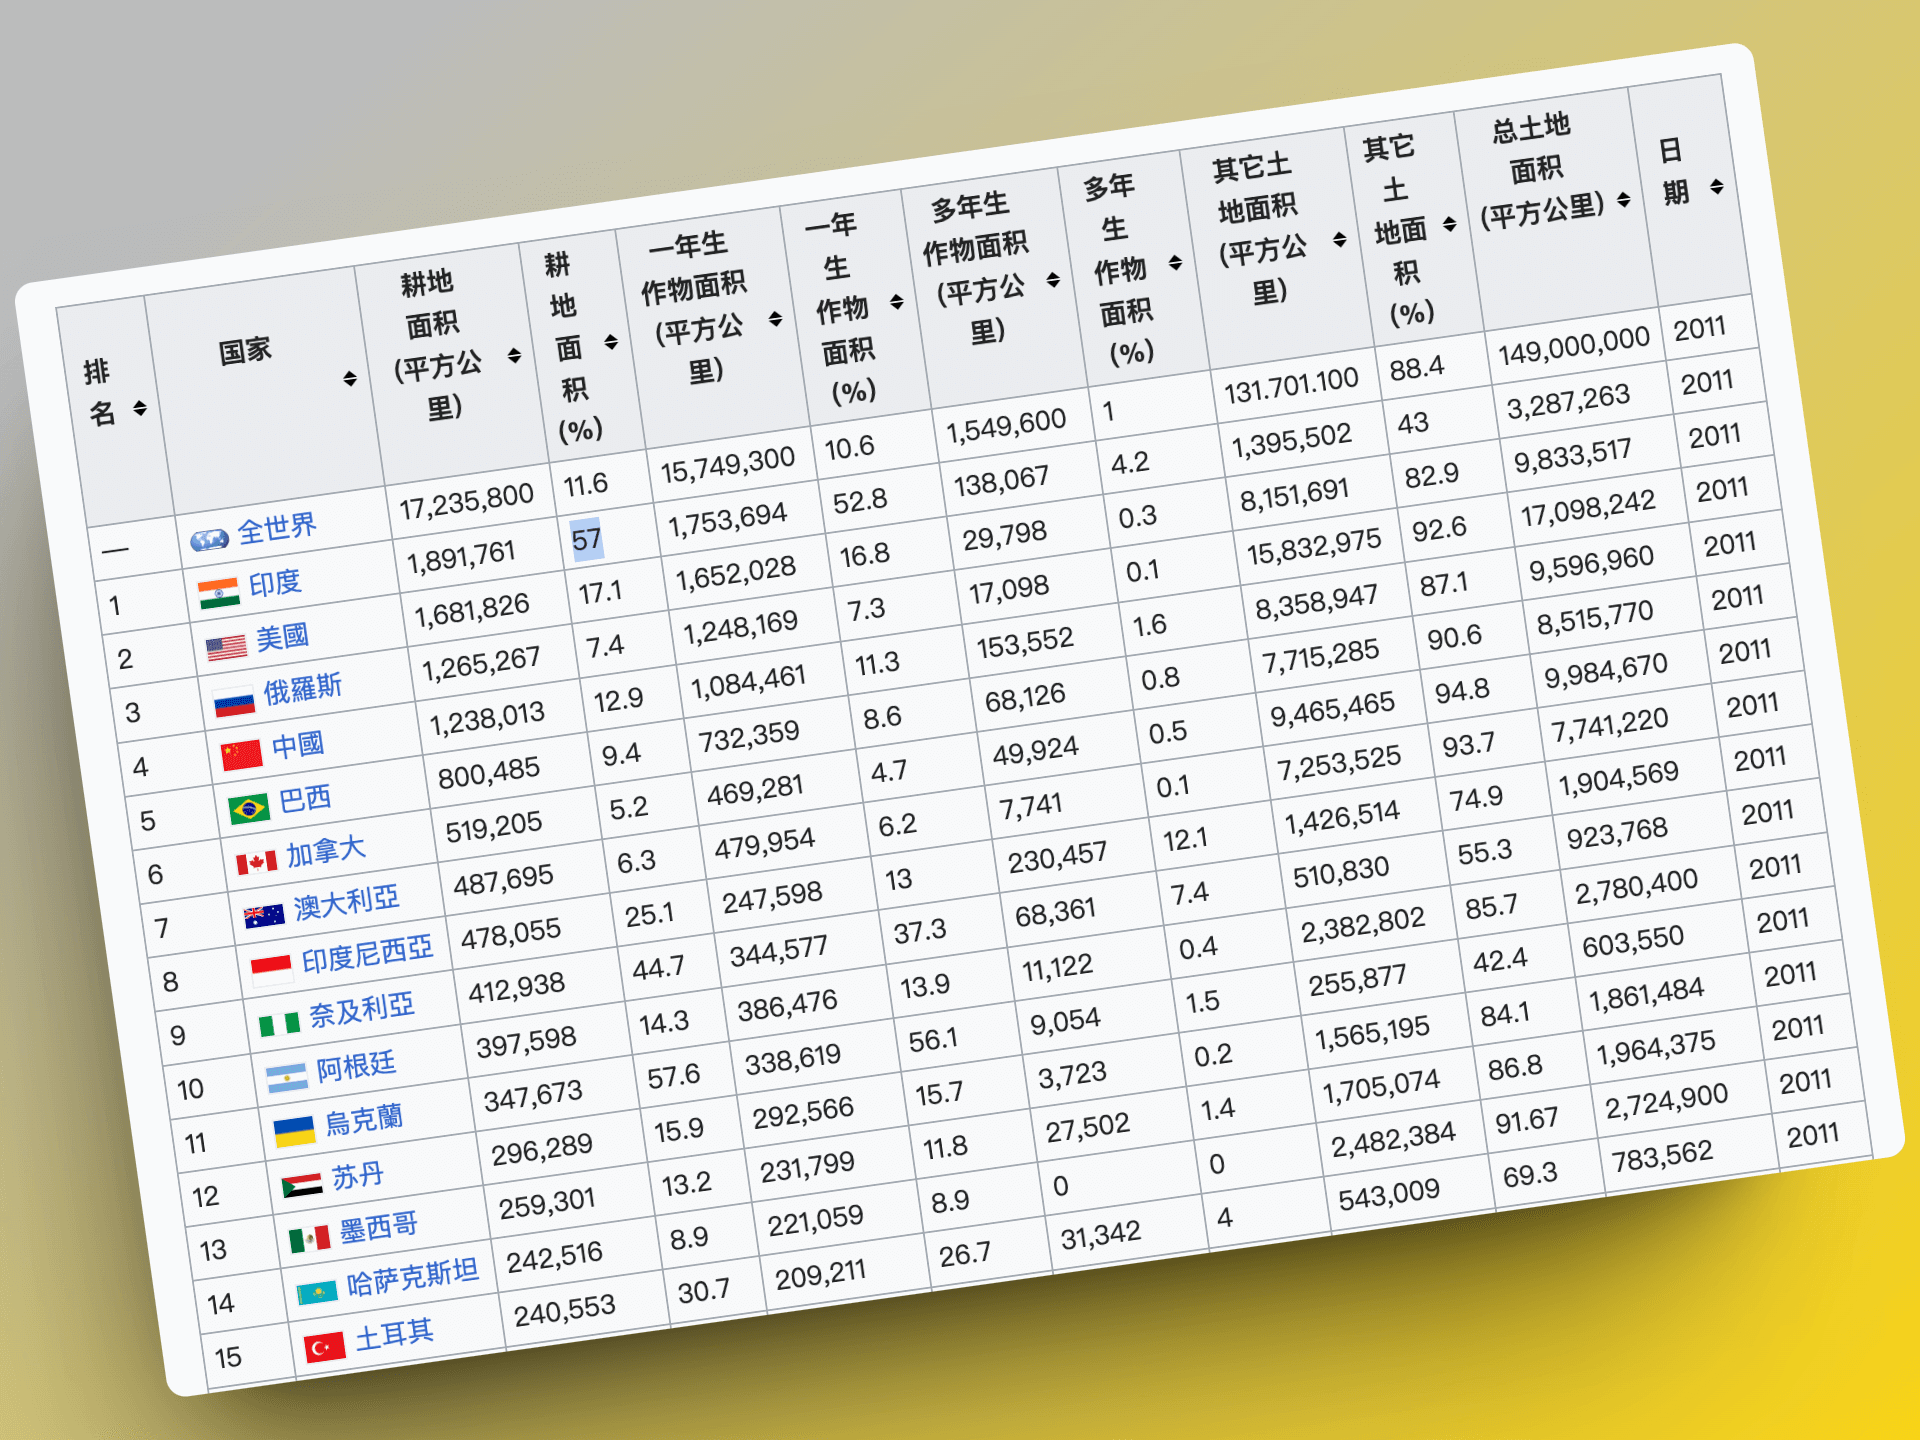 排
名
国家
耕地
面积
(平方公
里)
耕
地
面
积
(%)
一年生
作物面积
(平方公
里)
一年
生
作物
面积
(%)
多年生
作物面积
(平方公
里)
多年
生
作物
面积
(%)
其它土
地面积
(平方公
里)
其它
土
地面
积
(%)
总土地
面积
(平方公里)
日
期
— 全世界 17,235,800 11.6 15,749,300 10.6 1,549,600 1 131.701.100 88.4 149,000,000 2011
1 印度 1,891,761 57 1,753,694 52.8 138,067 4.2 1,395,502 43 3,287,263 2011
2 美國 1,681,826 17.1 1,652,028 16.8 29,798 0.3 8,151,691 82.9 9,833,517 2011
3 俄羅斯 1,265,267 7.4 1,248,169 7.3 17,098 0.1 15,832,975 92.6 17,098,242 2011
4 中國 1,238,013 12.9 1,084,461 11.3 153,552 1.6 8,358,947 87.1 9,596,960 2011
5 巴西 800,485 9.4 732,359 8.6 68,126 0.8 7,715,285 90.6 8,515,770 2011
6 加拿大 519,205 5.2 469,281 4.7 49,924 0.5 9,465,465 94.8 9,984,670 2011
7 澳大利亞 487,695 6.3 479,954 6.2 7,741 0.1 7,253,525 93.7 7,741,220 2011
8 印度尼西亞 478,055 25.1 247,598 13 230,457 12.1 1,426,514 74.9 1,904,569 2011
9 奈及利亞 412,938 44.7 344,577 37.3 68,361 7.4 510,830 55.3 923,768 2011
10 阿根廷 397,598 14.3 386,476 13.9 11,122 0.4 2,382,802 85.7 2,780,400 2011
11 烏克蘭 347,673 57.6 338,619 56.1 9,054 1.5 255,877 42.4 603,550 2011
12 苏丹 296,289 15.9 292,566 15.7 3,723 0.2 1,565,195 84.1 1,861,484 2011
13 墨西哥 259,301 13.2 231,799 11.8 27,502 1.4 1,705,074 86.8 1,964,375 2011
14 哈萨克斯坦 242,516 8.9 221,059 8.9 0 0 2,482,384 91.67 2,724,900 2011
15 土耳其 240,553 30.7 209,211 26.7 31,342 4 543,009 69.3 783,562 2011